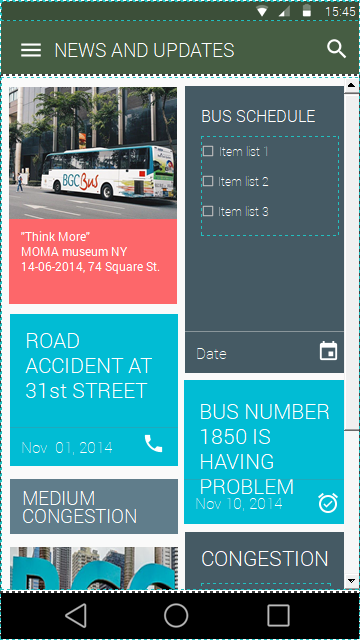 15:45
NEWS AND UPDATES
BGC Bus
"Think More"
MOMA museum NY
14-06-2014, 74 Square St.
BUS SCHEDULE
Item list 1
Item list 2
Item list 3
Date
ROAD
ACCIDENT AT
31st STREET
Nov 01, 2014
BUS NUMBER
1850 IS
HAVING
PROBLEM
Nov 10, 2014
MEDIUM
CONGESTION
CONGESTION